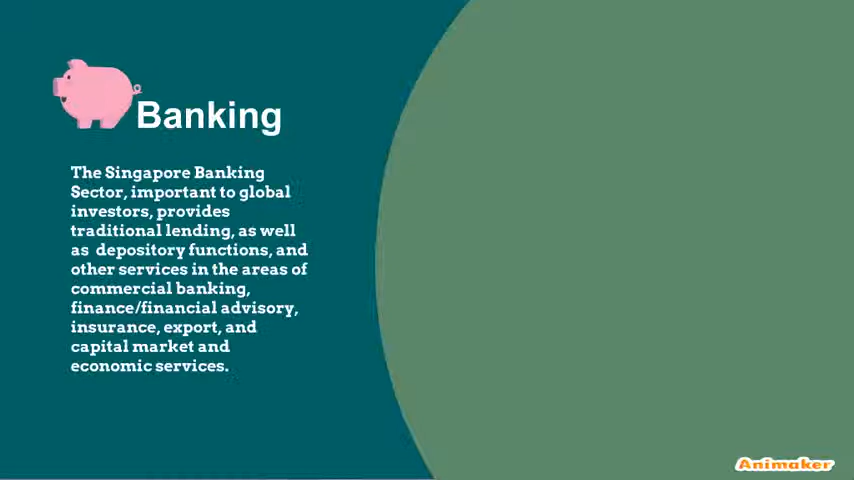 Banking
The Singapore Banking
Sector, important to global
investors, provides
traditional lending, as well
as  depository functions, and
other services in the areas of
commercial banking,
finance/financial advisory,
insurance, export, and
capital market and
economic services.
Animaker